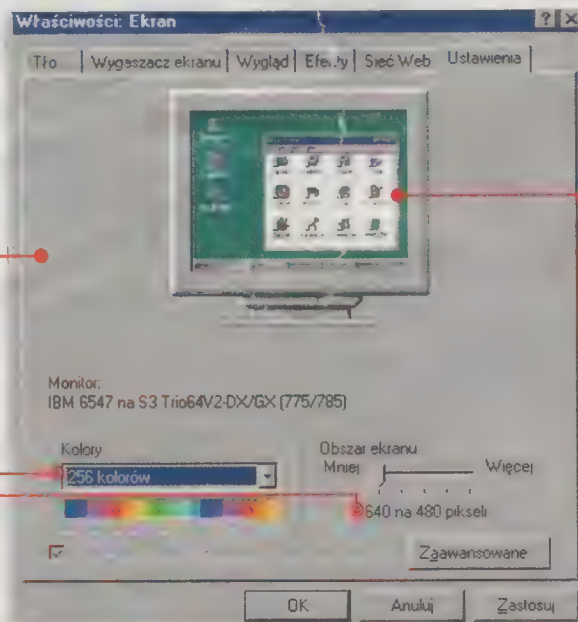 Właściwości: Ekran
Tło Wygaszacz ekranu Wygląd Efekty Sieć Web Ustawienia
Monitor:
IBM 6547 na S3 Trio64V2-DX/GX (775/785)
Kolory
256 kolorów
Obszar ekranu
Mniej Więcej
640 na 480 pikseli
Zaawansowane
OK Anuluj Zastosuj